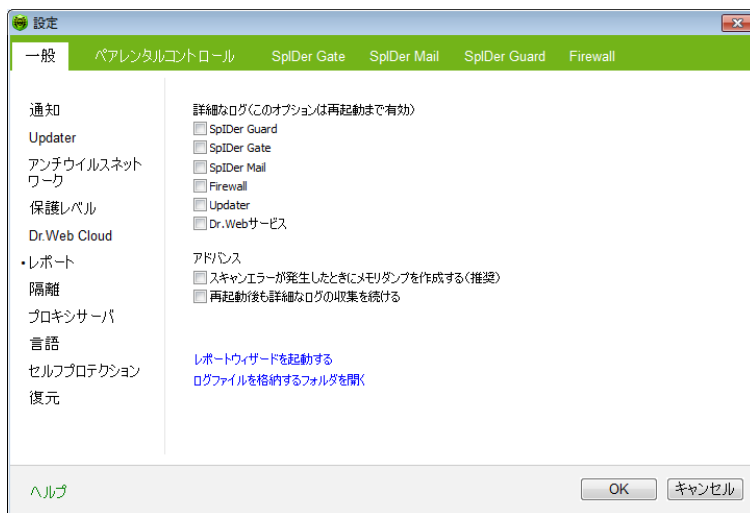 設定
一般 ペアレンタルコントロール SpIDer Gate SpIDer Mail SpIDer Guard Firewall
通知
Updater
アンチウイルスネット
ワーク
保護レベル
Dr.Web Cloud
・レポート
隔離
プロキシサーバ
言語
セルフプロテクション
復元
詳細なログ(このオプションは再起動まで有効)
SpIDer Guard
SpIDer Gate
SpIDer Mail
Firewall
Updater
Dr.Webサービス
アドバンス
スキャンエラーが発生したときにメモリダンプを作成する(推奨)
再起動後も詳細なログの収集を続ける
レポートウィザードを起動する
ログファイルを格納するフォルダを開く
ヘルプ
OK キャンセル